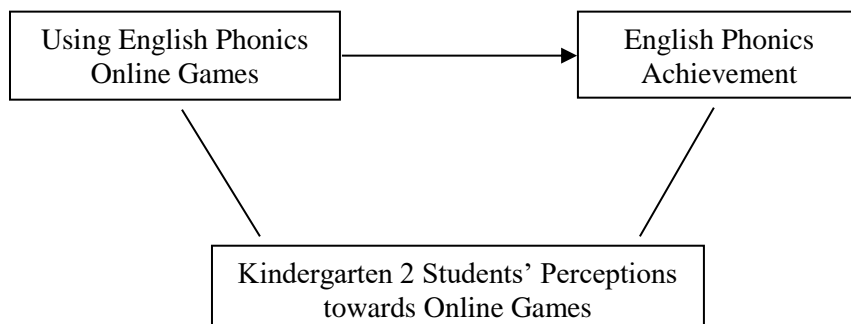 Using English Phonics
Online Games
English Phonics
Achievement
Kindergarten 2 Students’ Perceptions
towards Online Games